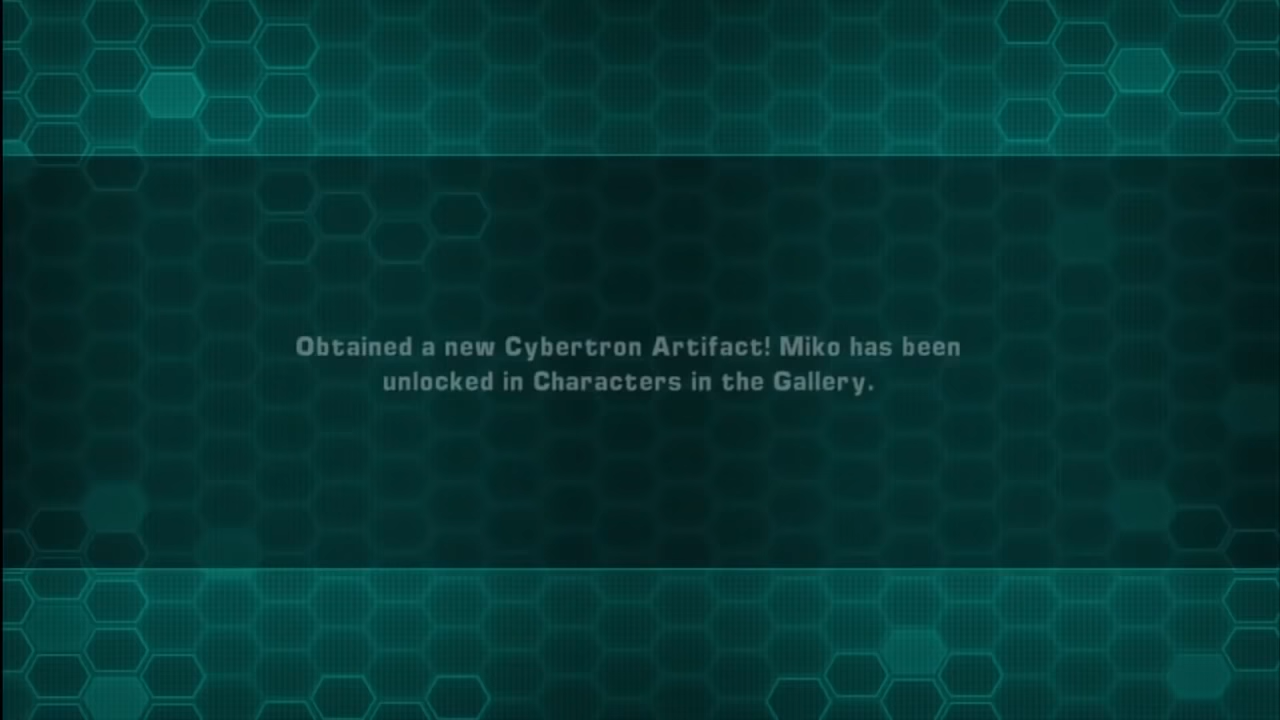 Obtained a new Cybertron Artifact! Miko has been
unlocked in Characters in the Gallery.